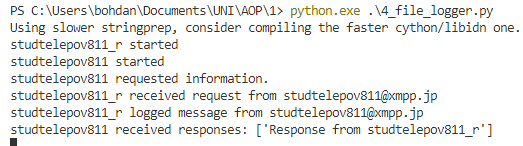 PS C:\Users\bohdan\Documents\UNI\AOP\1> python.exe .\4_file_logger.py
Using slower stringprep, consider compiling the faster cython/libidn one.
studtelepov811_r started
studtelepov811 started
studtelepov811 requested information.
studtelepov811_r received request from studtelepov811@xmpp.jp
studtelepov811_r logged message from studtelepov811@xmpp.jp
studtelepov811 received responses: ['Response from studtelepov811_r']